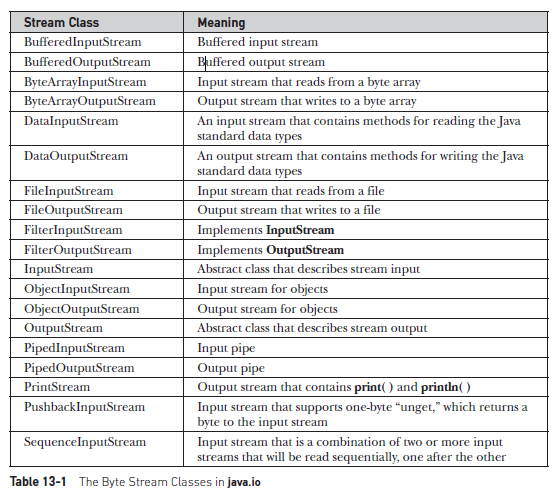 Stream Class Meaning
BufferedInputStream Buffered input stream
BufferedOutputStream Buffered output stream
ByteArrayInputStream Input stream that reads from a byte array
ByteArrayOutputStream Output stream that writes to a byte array
DataInputStream An input stream that contains methods for reading the Java
standard data types
DataOutputStream An output stream that contains methods for writing the Java
standard data types
FileInputStream Input stream that reads from a file
FileOutputStream Output stream that writes to a file
FilterInputStream Implements InputStream
FilterOutputStream Implements OutputStream
InputStream Abstract class that describes stream input
ObjectInputStream Input stream for objects
ObjectOutputStream Output stream for objects
OutputStream Abstract class that describes stream output
PipedInputStream Input pipe
PipedOutputStream Output pipe
PrintStream Output stream that contains print( ) and println( )
PushbackInputStream Input stream that supports one-byte “unget,” which returns a
byte to the input stream
SequenceInputStream Input stream that is a combination of two or more input
streams that will be read sequentially, one after the other
Table 13-1 The Byte Stream Classes in java.io